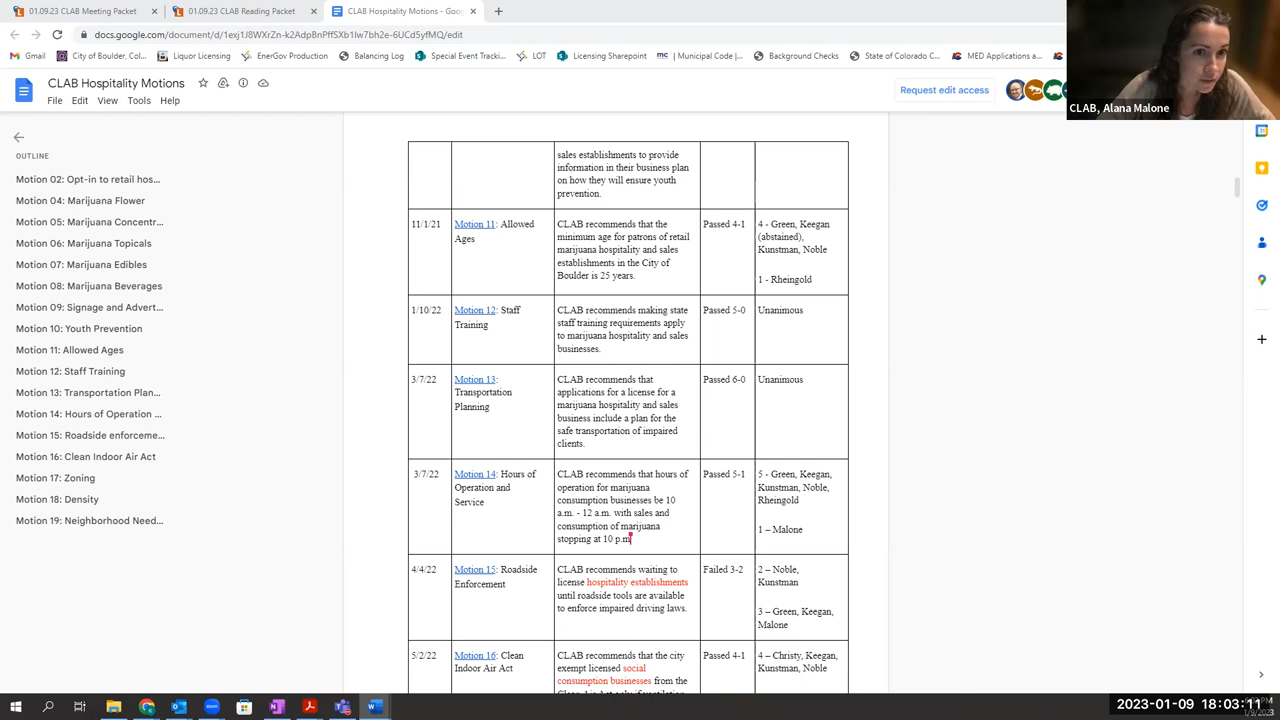 01.09.23 CLAB Meeting Packet
01.09.23 CLAB Reading Packet
CLAB Hospitality Motions - Goog
docs.google.com/document/d/1exj1J8WXrZn-k2AdpBnPffSXb1Iw7bh2e-6UCd5yfMQ/edit
Gmail
City of Boulder, Col...
EnerGov Production
Balancing Log
Special Event Tracki...
LOT
Licensing Sharepoint
mc | Municipal Code |...
Background Checks
State of Colorado C...
MED Applications a
CLAB Hospitality Motions
File Edit View Tools Help
Request edit access
CLAB, Alana Malone
OUTLINE
Motion 02: Opt-in to retail hos...
Motion 04: Marijuana Flower
Motion 05: Marijuana Concentr...
Motion 06: Marijuana Topicals
Motion 07: Marijuana Edibles
Motion 08: Marijuana Beverages
Motion 09: Signage and Advert...
Motion 10: Youth Prevention
Motion 11: Allowed Ages
Motion 12: Staff Training
Motion 13: Transportation Plan...
Motion 14: Hours of Operation ...
Motion 15: Roadside enforceme...
Motion 16: Clean Indoor Air Act
Motion 17: Zoning
Motion 18: Density
Motion 19: Neighborhood Need...
sales establishments to provide
information in their business plan
on how they will ensure youth
prevention.
11/1/21
Motion 11: Allowed
Ages
CLAB recommends that the
minimum age for patrons of retail
marijuana hospitality and sales
establishments in the City of
Boulder is 25 years.
Passed 4-1
4 - Green, Keegan
(abstained),
Kunstman, Noble
1 - Rheingold
1/10/22
Motion 12: Staff
Training
CLAB recommends making state
staff training requirements apply
to marijuana hospitality and sales
businesses.
Passed 5-0
Unanimous
3/7/22
Motion 13:
Transportation
Planning
CLAB recommends that
applications for a license for a
marijuana hospitality and sales
business include a plan for the
safe transportation of impaired
clients.
Passed 6-0
Unanimous
3/7/22
Motion 14: Hours of
Operation and
Service
CLAB recommends that hours of
operation for marijuana
consumption businesses be 10
a.m. - 12 a.m. with sales and
consumption of marijuana
stopping at 10 p.m
Passed 5-1
5 - Green, Keegan,
Kunstman, Noble,
Rheingold
1 – Malone
4/4/22
Motion 15: Roadside
Enforcement
CLAB recommends waiting to
license hospitality establishments
until roadside tools are available
to enforce impaired driving laws.
Failed 3-2
2 – Noble,
Kunstman
3 – Green, Keegan,
Malone
5/2/22
Motion 16: Clean
Indoor Air Act
CLAB recommends that the city
exempt licensed social
consumption businesses from the
Passed 4-1
4 – Christy, Keegan,
Kunstman, Noble
2023-01-09 18:03:11